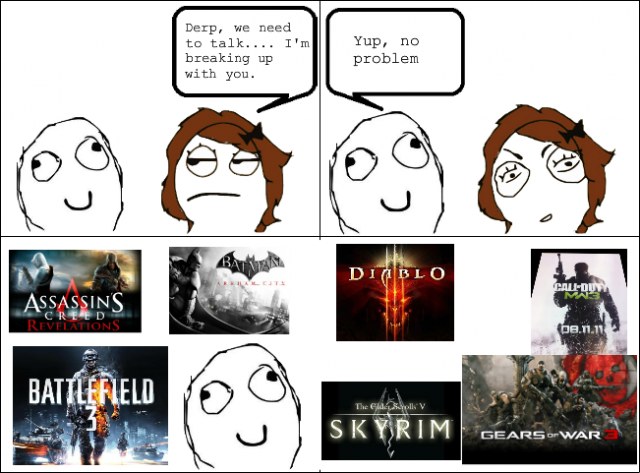 Derp, we need
to talk.... I'm
breaking up
with you.
Yup, no
problem
ASSASSIN'S
CREED
REVELATIONS
BATMAN
ARKHAM CITY
DIABLO
CALL OF DUTY
MW3
08.11.11
BATTLEFIELD
3
The Elder Scrolls V
SKYRIM
GEARS OF WAR 3